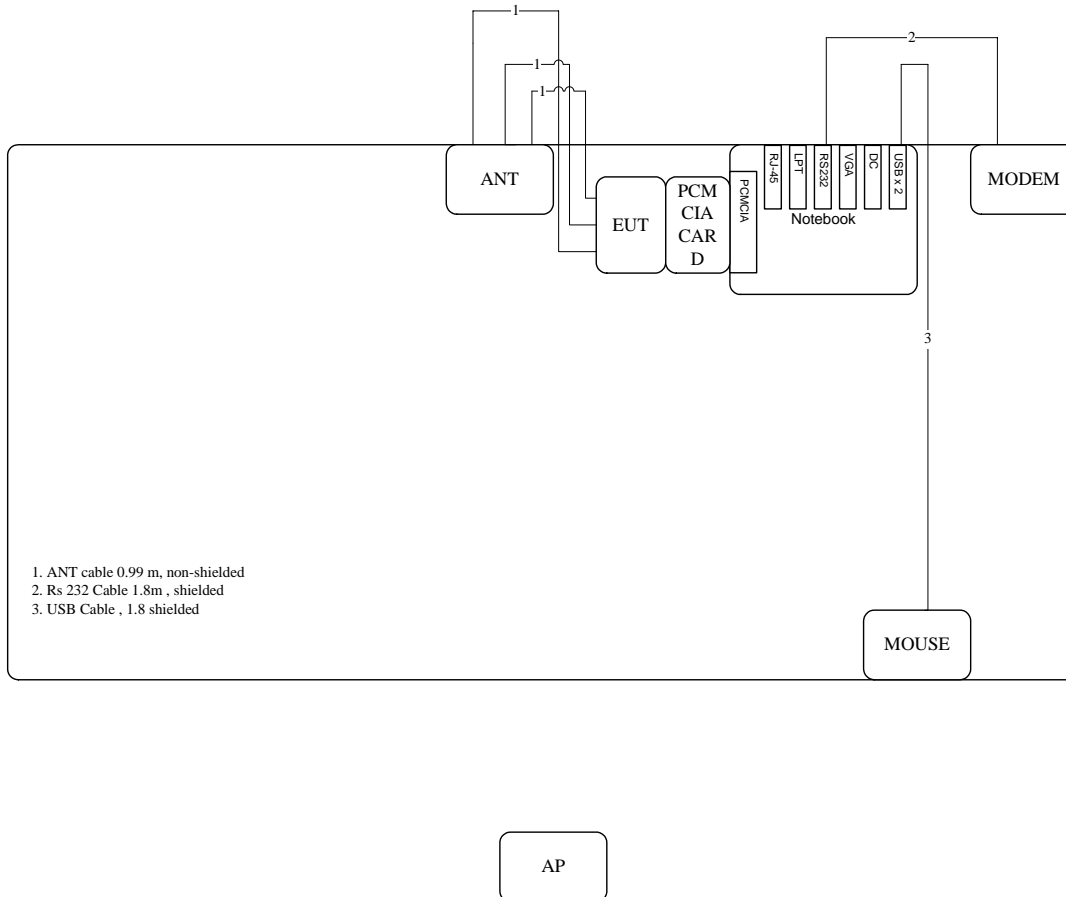 1
2
1
1
ANT
EUT
PCM
CIA
CAR
D
PCMCIA
RJ-45
LPT
RS232
VGA
DC
USB x 2
Notebook
MODEM
3
1. ANT cable 0.99 m, non-shielded
2. Rs 232 Cable 1.8m , shielded
3. USB Cable , 1.8 shielded
MOUSE
AP